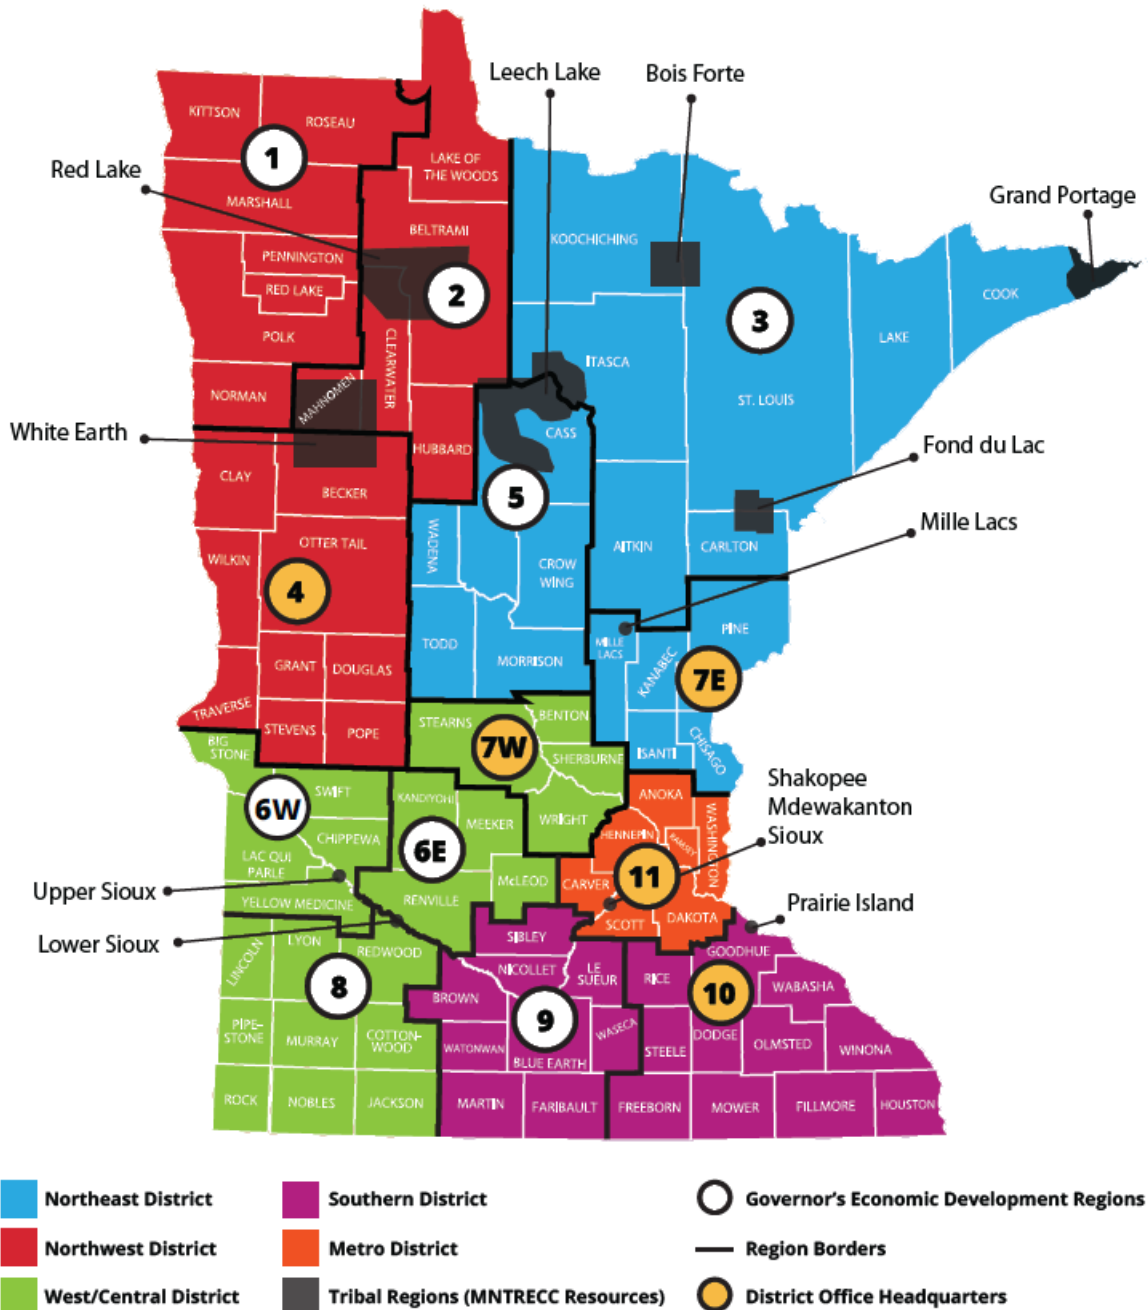 Leech Lake
Bois Forte
KITTSON
ROSEAU
1
Red Lake
LAKE OF
THE WOODS
Grand Portage
MARSHALL
BELTRAMI
KOOCHICHING
PENNINGTON
RED LAKE
2
3
COOK
POLK
CLEARWATER
ITASCA
LAKE
NORMAN
MAHNOMEN
ST. LOUIS
White Earth
HUBBARD
CASS
Fond du Lac
CLAY
BECKER
5
Mille Lacs
WILKIN
OTTER TAIL
WADENA
CROW
WING
AITKIN
CARLTON
4
TODD
MORRISON
MILLE
LACS
KANABEC
PINE
7E
GRANT
DOUGLAS
TRAVERSE
STEVENS
POPE
STEARNS
BENTON
7W
SHERBURNE
ISANTI
CHISAGO
BIG
STONE
SWIFT
6W
KANDIYOHI
MEEKER
WRIGHT
ANOKA
WASHINGTON
Shakopee
Mdewakanton
Sioux
CHIPPEWA
6E
HENNEPIN
RAMSEY
LAC QUI
PARLE
McLEOD
CARVER
11
Upper Sioux
YELLOW MEDICINE
RENVILLE
SCOTT
DAKOTA
Prairie Island
Lower Sioux
LINCOLN
LYON
REDWOOD
SIBLEY
GOODHUE
8
NICOLLET
LE
SUEUR
RICE
10
WABASHA
BROWN
9
WASECA
PIPE-
STONE
MURRAY
COTTON-
WOOD
WATONWAN
BLUE EARTH
STEELE
DODGE
OLMSTED
WINONA
ROCK
NOBLES
JACKSON
MARTIN
FARIBAULT
FREEBORN
MOWER
FILLMORE
HOUSTON
Northeast District
Southern District
Governor's Economic Development Regions
Northwest District
Metro District
Region Borders
West/Central District
Tribal Regions (MNTRECC Resources)
District Office Headquarters